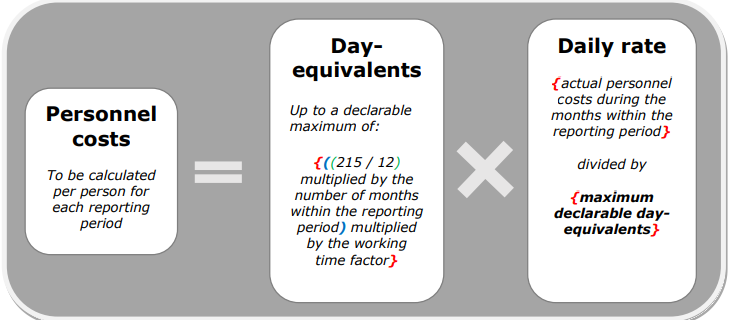 Personnel
costs
To be calculated
per person for
each reporting
period
=
Day-
equivalents
Up to a declarable
maximum of:
{((215 / 12)
multiplied by the
number of months
within the reporting
period) multiplied
by the working
time factor}
×
Daily rate
{actual personnel
costs during the
months within the
reporting period}
divided by
{maximum
declarable day-
equivalents}